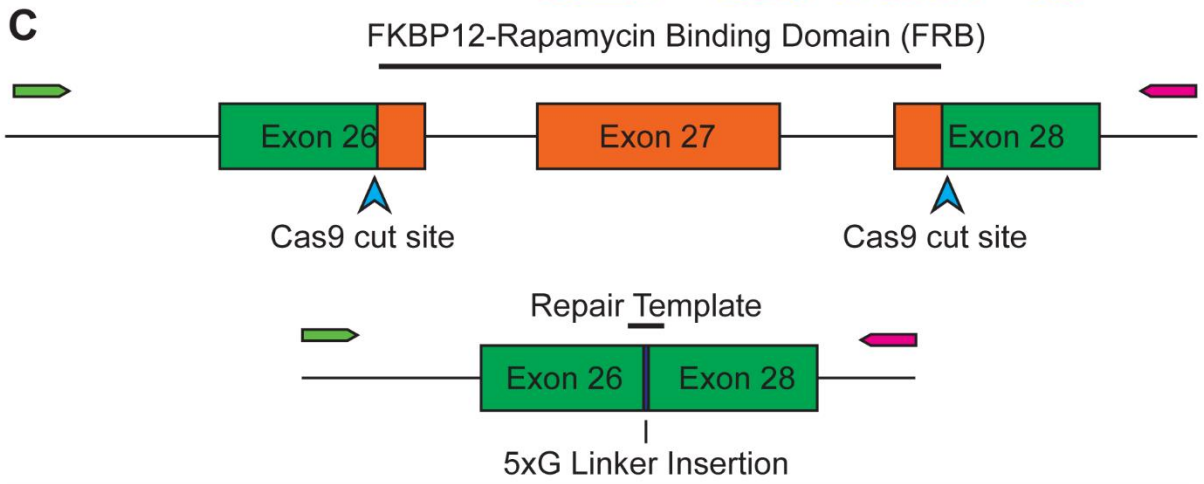 C
FKBP12-Rapamycin Binding Domain (FRB)
Exon 26
Exon 27
Exon 28
Cas9 cut site
Cas9 cut site
Repair Template
Exon 26
Exon 28
5xG Linker Insertion